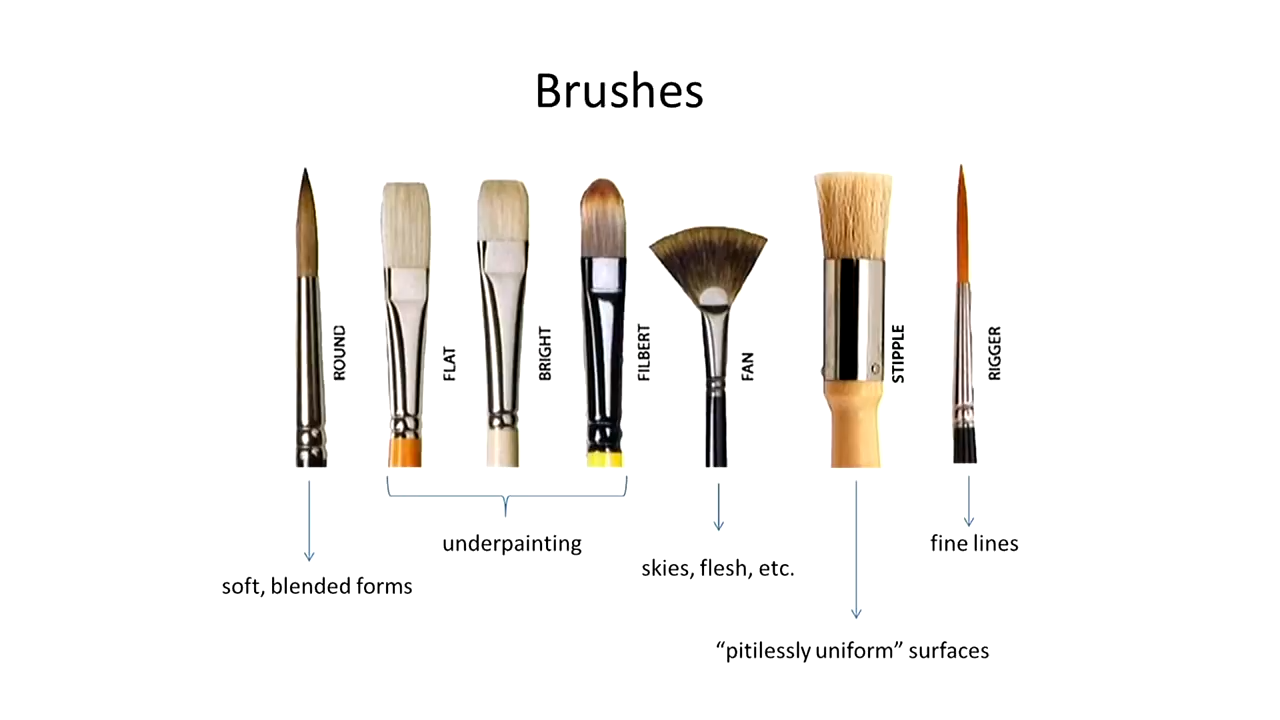 Brushes
ROUND
FLAT
BRIGHT
FILBERT
FAN
STIPPLE
RIGGER
underpainting
fine lines
skies, flesh, etc.
soft, blended forms
“pitilessly uniform” surfaces